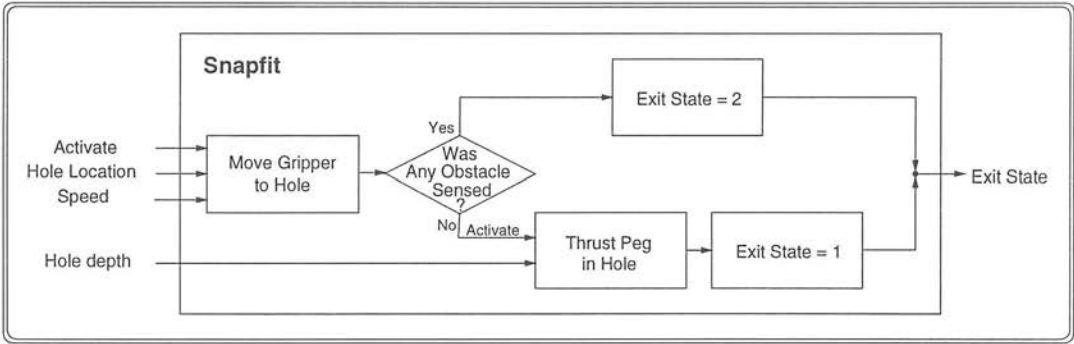 Snapfit
Activate
Hole Location
Speed
Hole depth
Move Gripper
to Hole
Yes
Was
Any Obstacle
Sensed
?
No
Activate
Exit State = 2
Thrust Peg
in Hole
Exit State = 1
Exit State